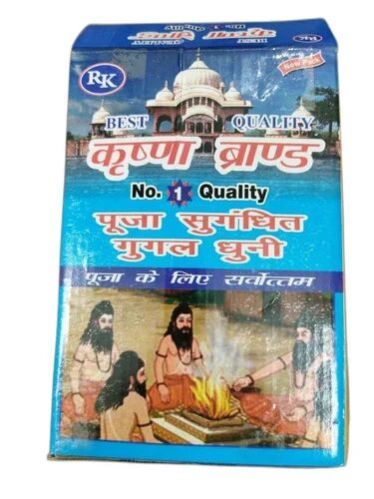 New Pack
RK
BEST QUALITY
कृष्णा ब्राण्ड
No. 1 Quality
पूजा सुगंधित
गुगल धुनी
पूजा के लिए सर्वोत्तम